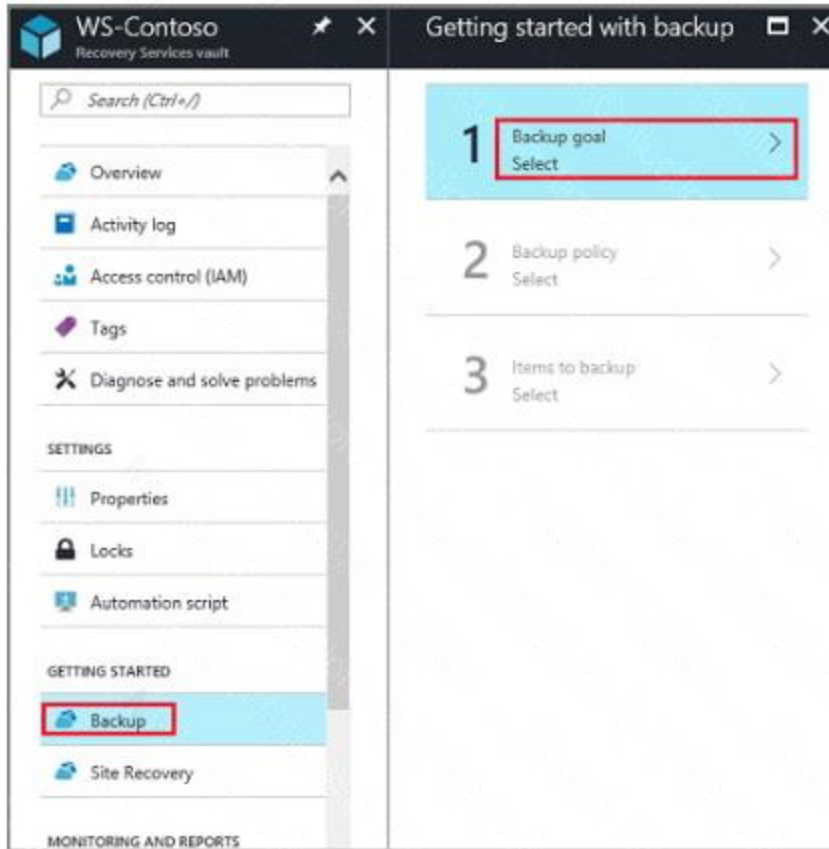 WS-Contoso
Recovery Services vault
Search (Ctrl+/)
Overview
Activity log
Access control (IAM)
Tags
Diagnose and solve problems
SETTINGS
Properties
Locks
Automation script
GETTING STARTED
Backup
Site Recovery
MONITORING AND REPORTS
Getting started with backup
1
Backup goal
Select
2
Backup policy
Select
3
Items to backup
Select